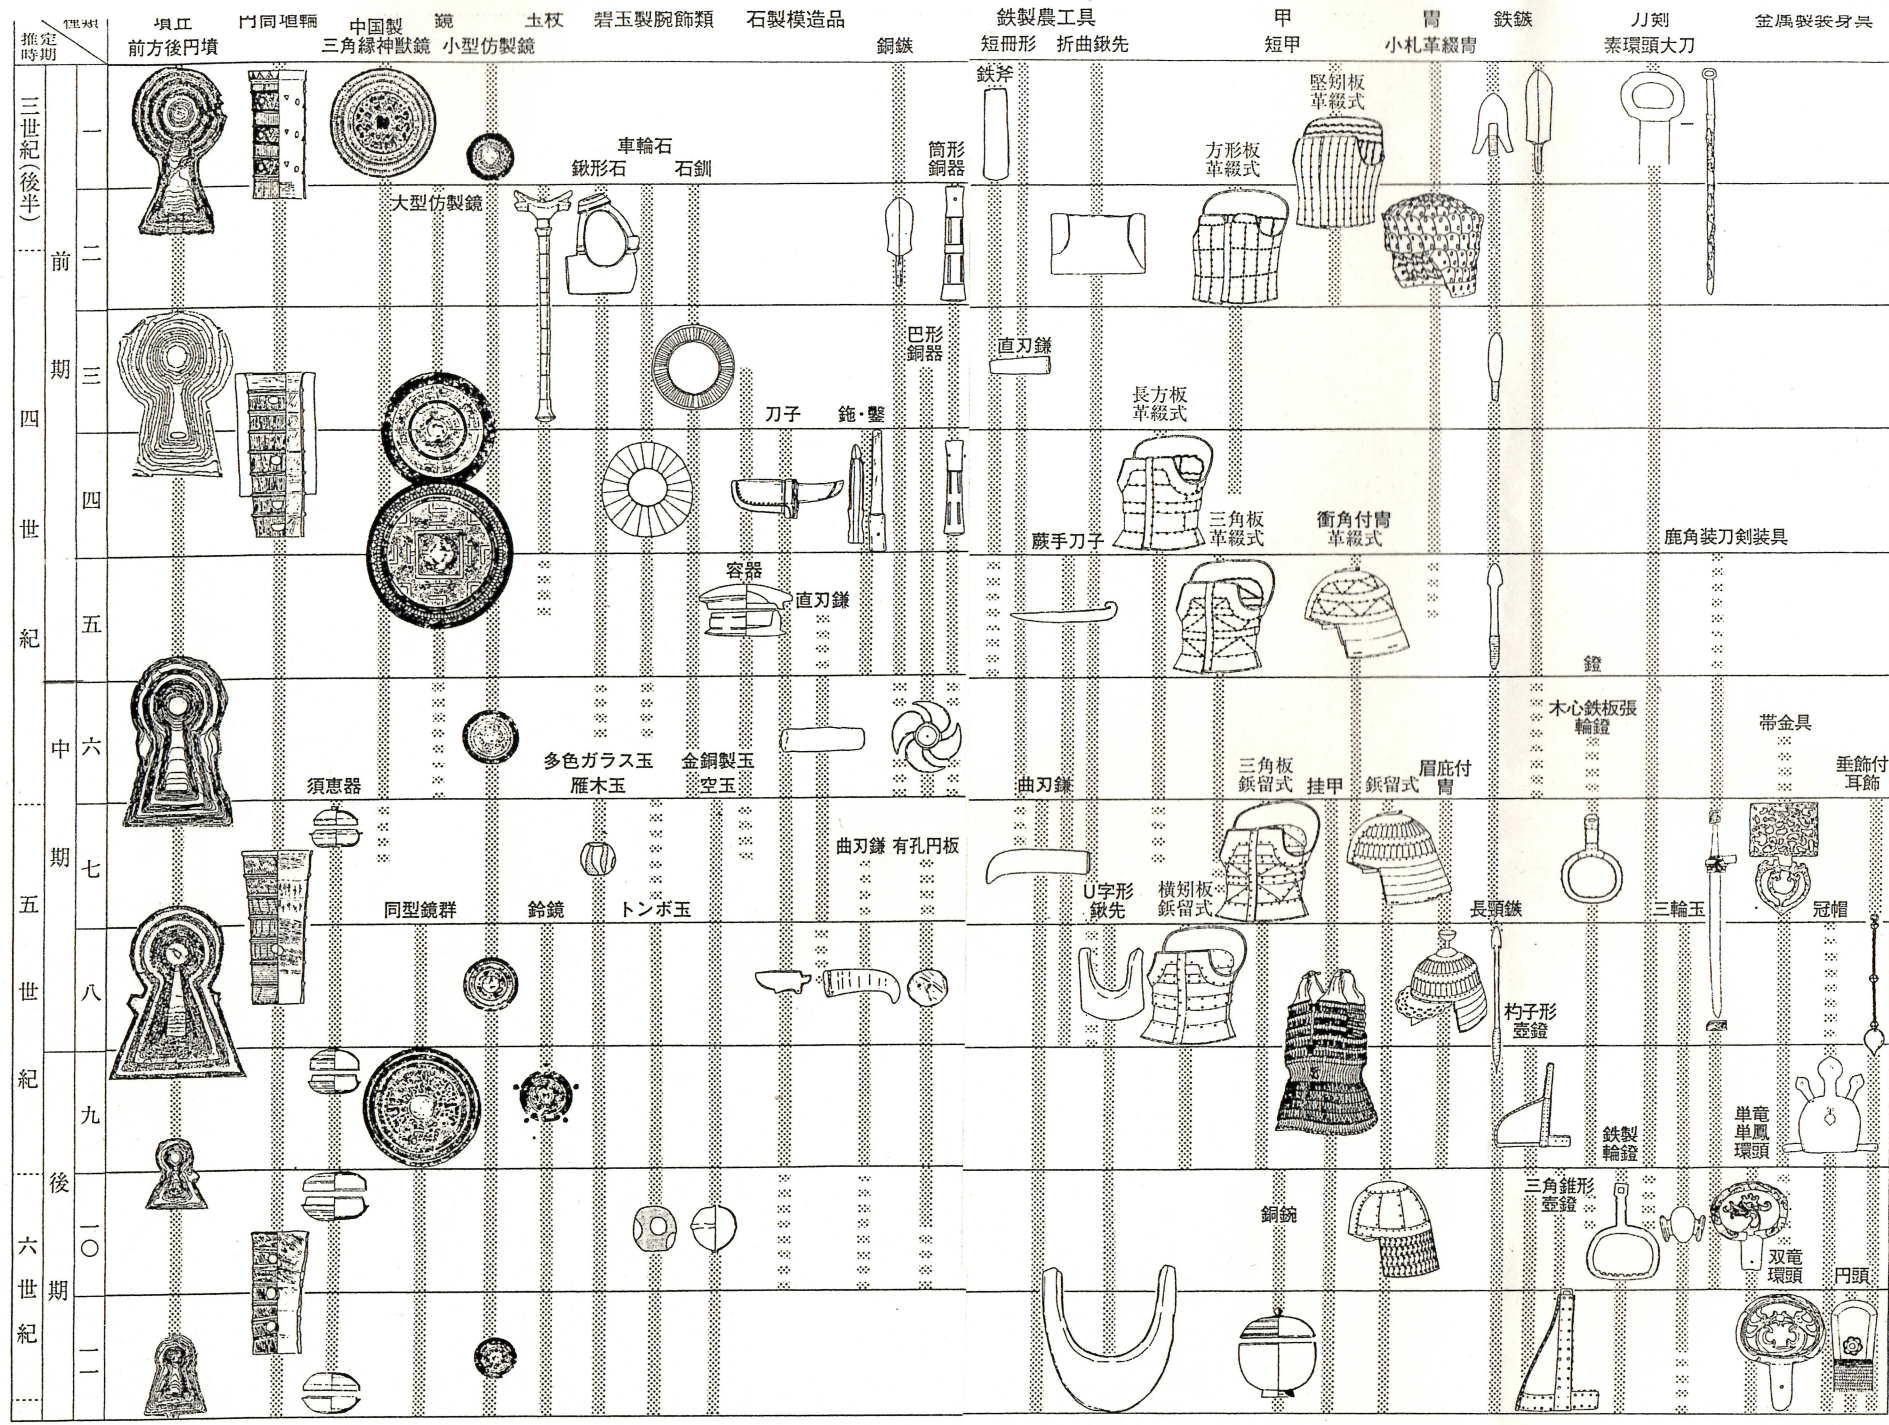 種類
推定
時期
墳丘
前方後円墳
円筒埴輪
鏡
中国製
三角縁神獣鏡
小型仿製鏡
玉杖
碧玉製腕飾類
石製模造品
銅鏃
鉄製農工具
短冊形
折曲鍬先
甲
短甲
冑
小札革綴冑
鉄鏃
刀剣
素環頭大刀
金属製装身具
三世紀(後半)
四世紀
五世紀
六世紀
前期
中期
後期
一
二
三
四
五
六
七
八
九
一〇
一一
大型仿製鏡
鍬形石
車輪石
石釧
筒形
銅器
巴形
銅器
刀子
鉇・鑿
容器
直刃鎌
須恵器
多色ガラス玉
雁木玉
金銅製玉
空玉
曲刃鎌
有孔円板
同型鏡群
鈴鏡
トンボ玉
鉄斧
方形板
革綴式
竪矧板
革綴式
直刃鎌
長方板
革綴式
蕨手刀子
三角板
革綴式
衝角付冑
革綴式
鹿角装刀剣装具
鐙
木心鉄板張
輪鐙
帯金具
垂飾付
耳飾
曲刃鎌
三角板
鋲留式
挂甲
鋲留式
眉庇付
冑
U字形
鍬先
横矧板
鋲留式
長頸鏃
三輪玉
冠帽
杓子形
壺鐙
鉄製
輪鐙
単竜
単鳳
環頭
銅鋺
三角錐形
壺鐙
双竜
環頭
円頭